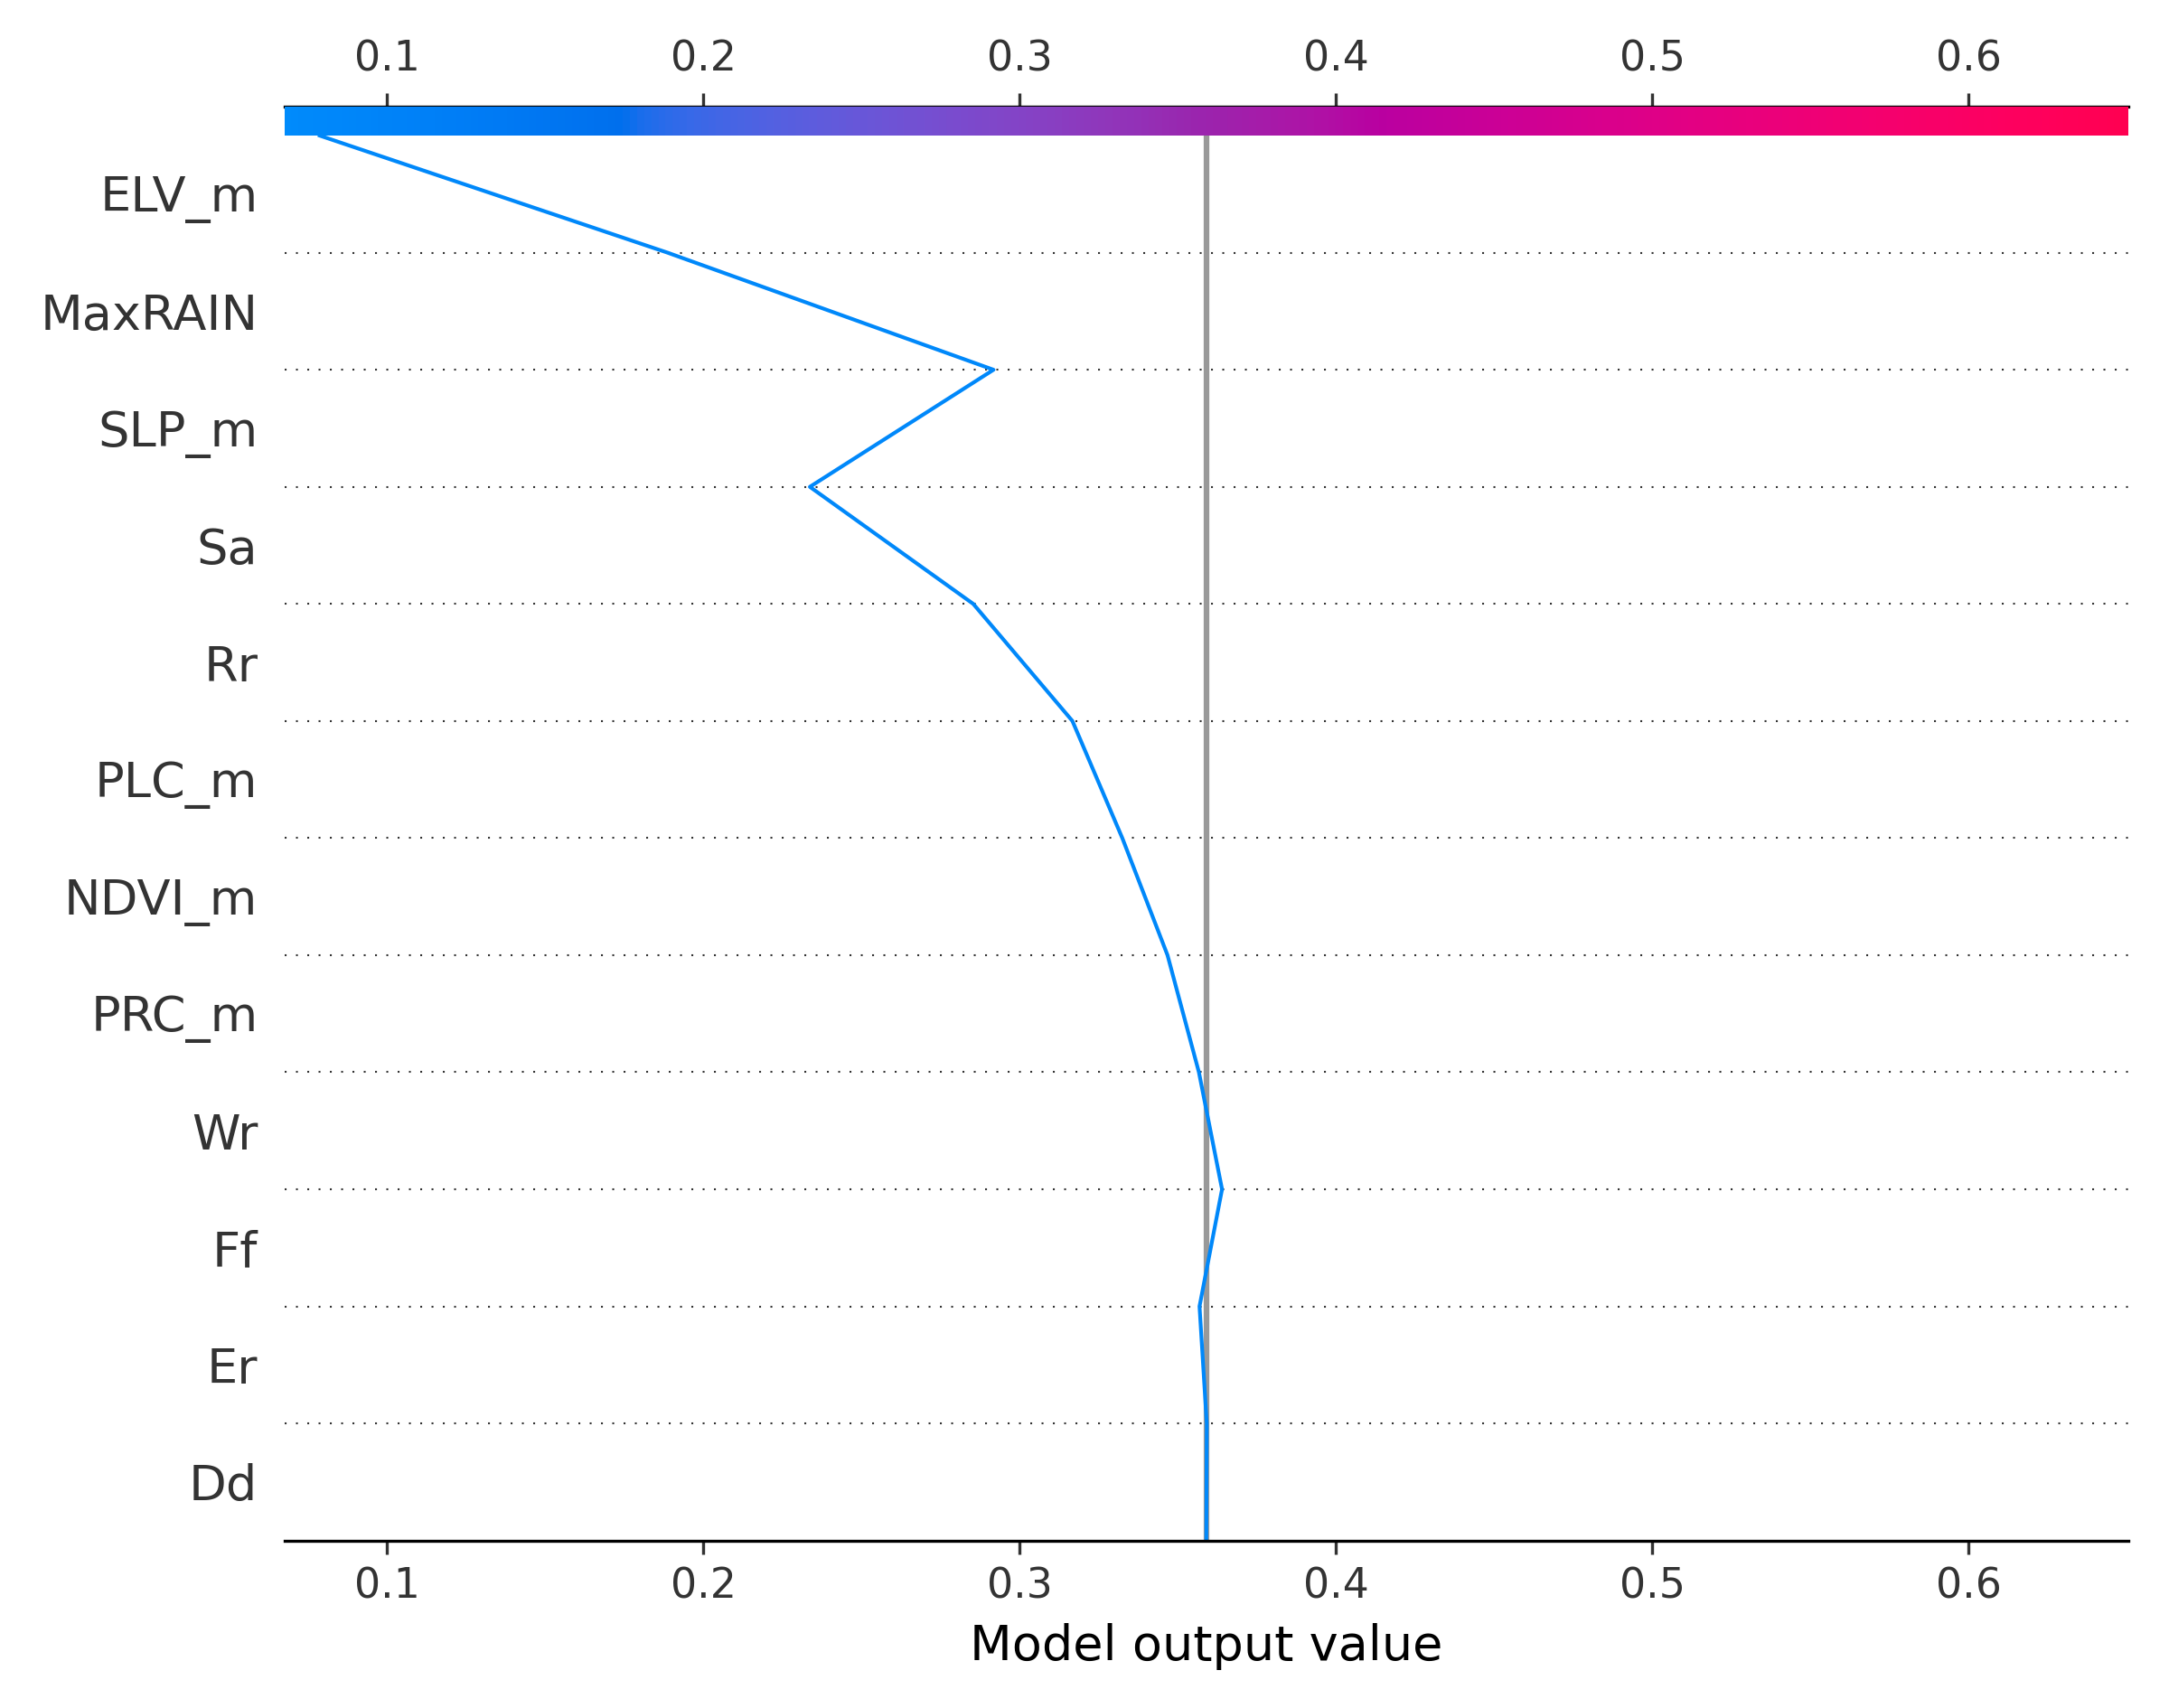 0.1 0.2 0.3 0.4 0.5 0.6
ELV_m
MaxRAIN
SLP_m
Sa
Rr
PLC_m
NDVI_m
PRC_m
Wr
Ff
Er
Dd
0.1 0.2 0.3 0.4 0.5 0.6
Model output value